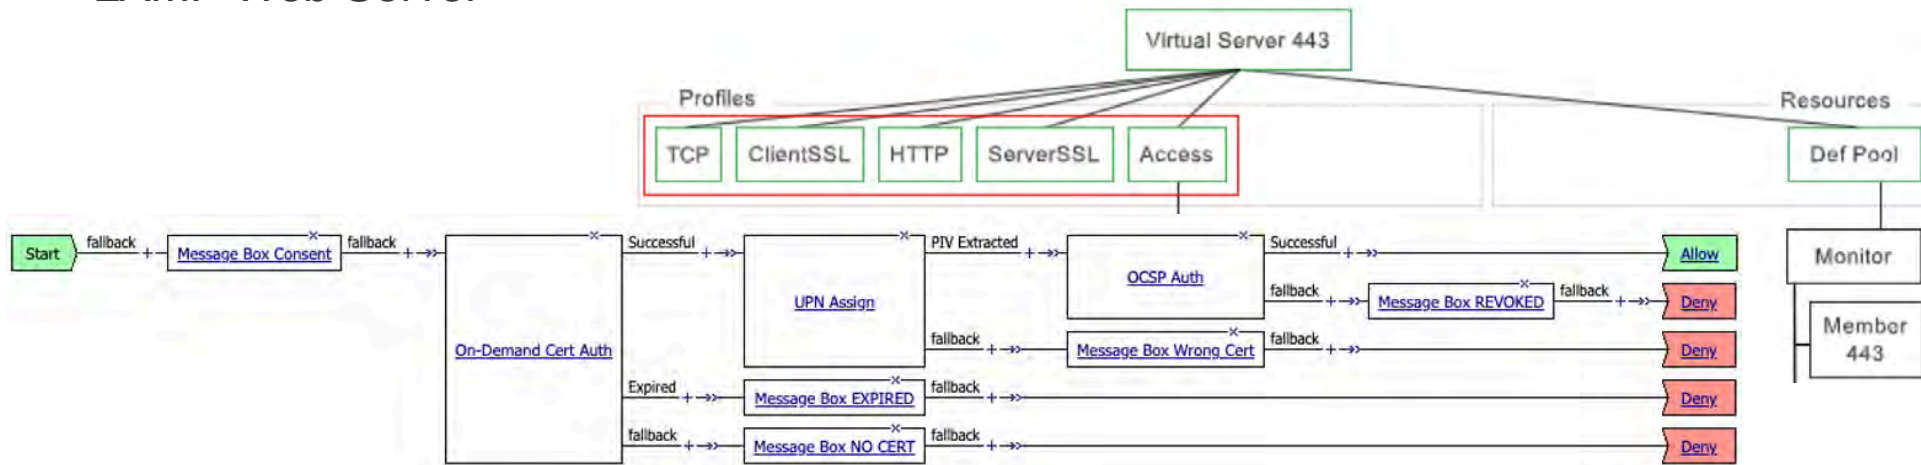 Web Server
Virtual Server 443
Profiles
Resources
TCP
ClientSSL
HTTP
ServerSSL
Access
Def Pool
Monitor
Member
443
Start
fallback
Message Box Consent
fallback
On-Demand Cert Auth
Successful
UPN Assign
PIV Extracted
OCSP Auth
Successful
Allow
fallback
Message Box REVOKED
fallback
Deny
fallback
Message Box Wrong Cert
fallback
Deny
Expired
Message Box EXPIRED
fallback
Deny
fallback
Message Box NO CERT
fallback
Deny